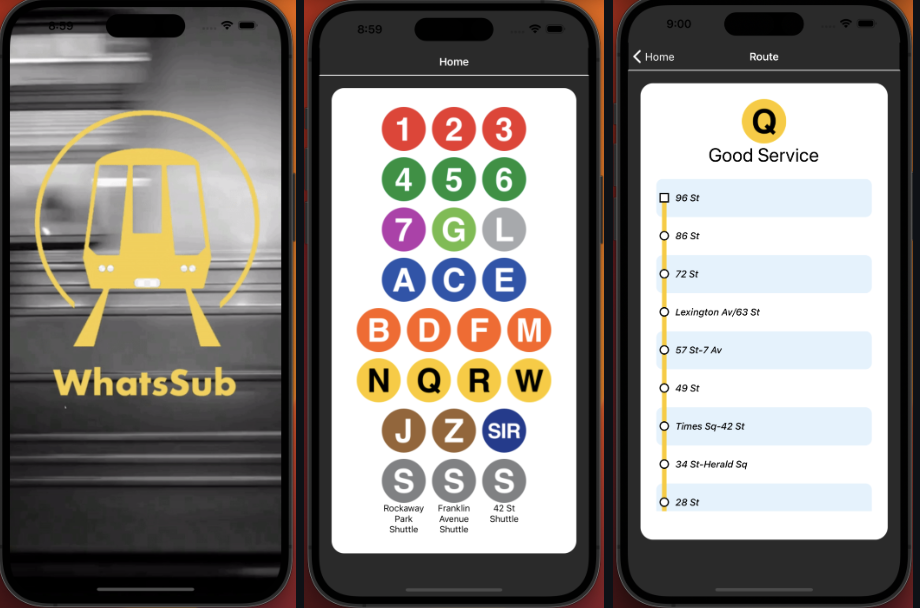 8:59
WhatsSub
8:59
Home
1 2 3
4 5 6
7 G L
A C E
B D F M
N Q R W
J Z SIR
S S S
Rockaway Park Shuttle
Franklin Avenue Shuttle
42 St Shuttle
9:00
Home
Route
Q
Good Service
96 St
86 St
72 St
Lexington Av/63 St
57 St-7 Av
49 St
Times Sq-42 St
34 St-Herald Sq
28 St